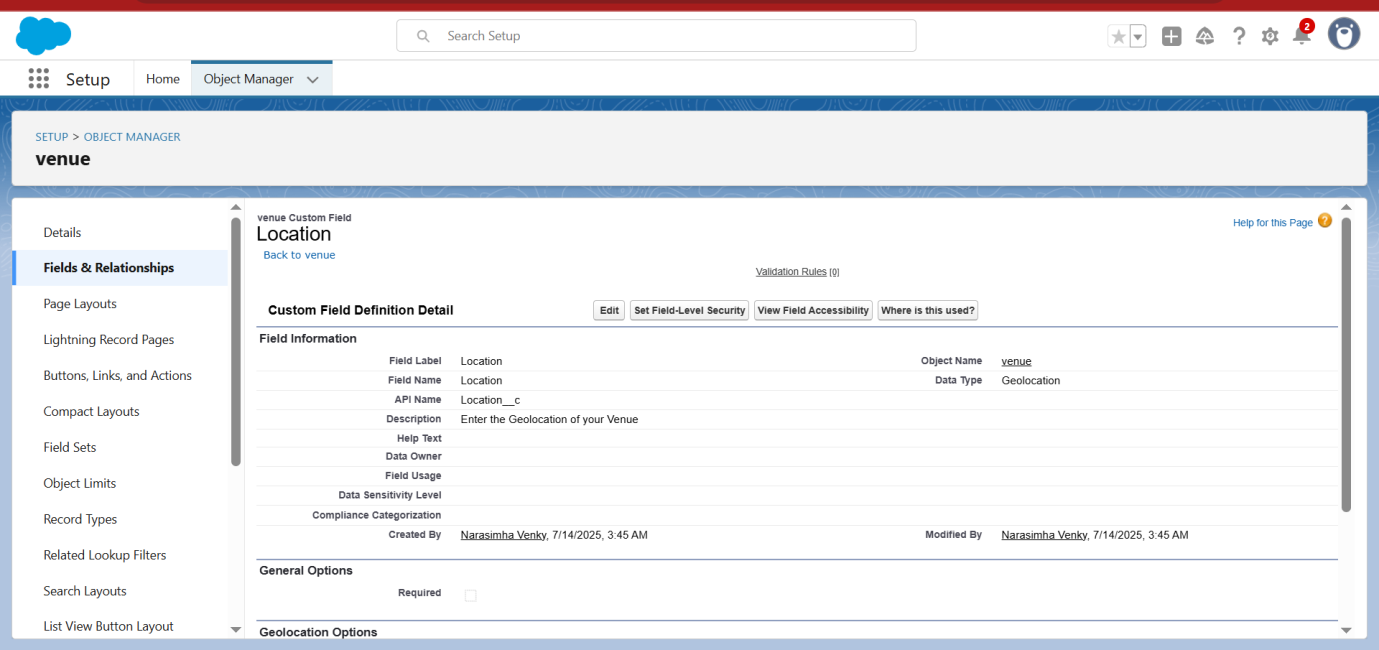 Search Setup
2
Setup
Home
Object Manager
SETUP > OBJECT MANAGER
venue
Details
Fields & Relationships
Page Layouts
Lightning Record Pages
Buttons, Links, and Actions
Compact Layouts
Field Sets
Object Limits
Record Types
Related Lookup Filters
Search Layouts
List View Button Layout
venue Custom Field
Location
Back to venue
Help for this Page ?
Validation Rules [0]
Custom Field Definition Detail
Edit
Set Field-Level Security
View Field Accessibility
Where is this used?
Field Information
Field Label Location Object Name venue
Field Name Location Data Type Geolocation
API Name Location__c
Description Enter the Geolocation of your Venue
Help Text
Data Owner
Field Usage
Data Sensitivity Level
Compliance Categorization
Created By Narasimha Venky, 7/14/2025, 3:45 AM Modified By Narasimha Venky, 7/14/2025, 3:45 AM
General Options
Required
Geolocation Options